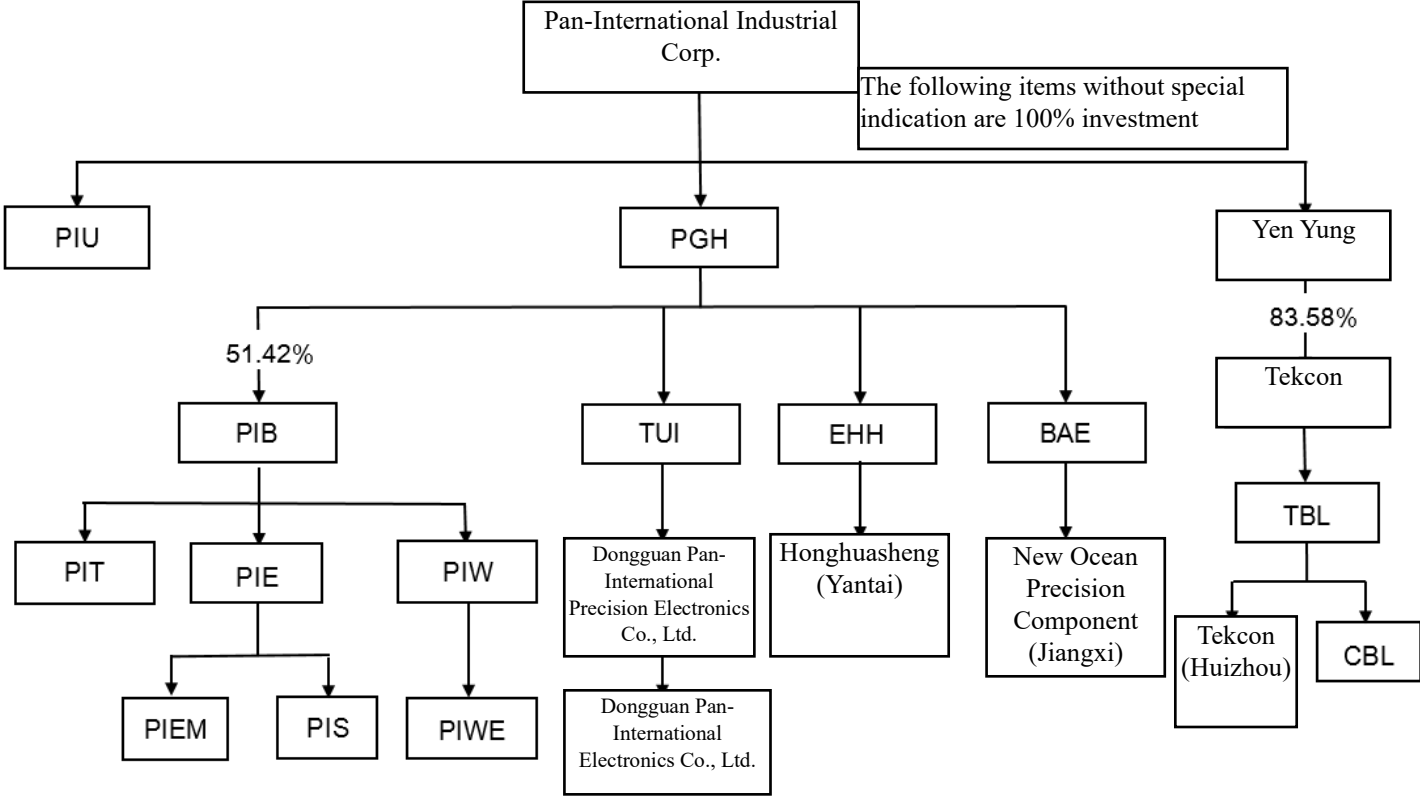 Pan-International Industrial
Corp.
The following items without special
indication are 100% investment
PIU
PGH
Yen Yung
51.42%
83.58%
PIB
TUI
EHH
BAE
Tekcon
PIT
PIE
PIW
Dongguan Pan-
International
Precision Electronics
Co., Ltd.
Honghuasheng
(Yantai)
New Ocean
Precision
Component
(Jiangxi)
TBL
PIEM
PIS
PIWE
Dongguan Pan-
International
Electronics Co., Ltd.
Tekcon
(Huizhou)
CBL